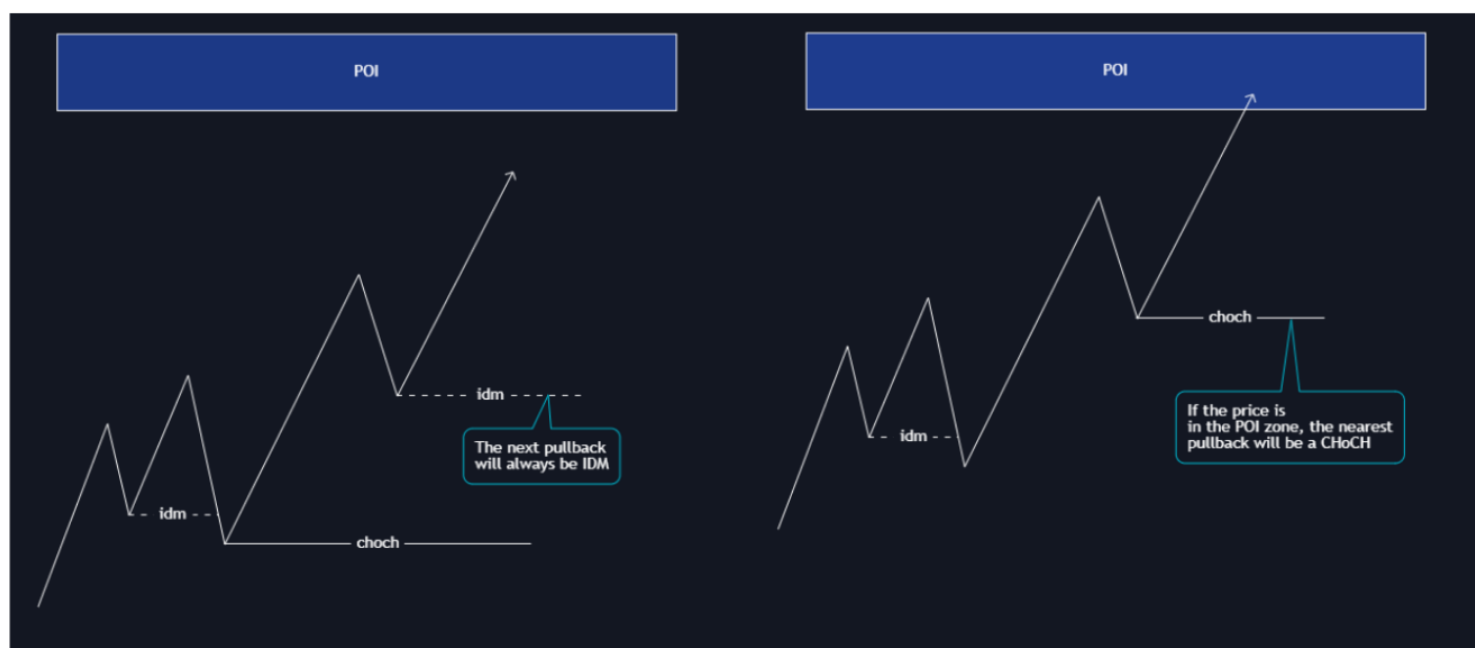 POI
idm
The next pullback
will always be IDM
idm
choch
POI
choch
If the price is
in the POI zone, the nearest
pullback will be a CHoCH
idm